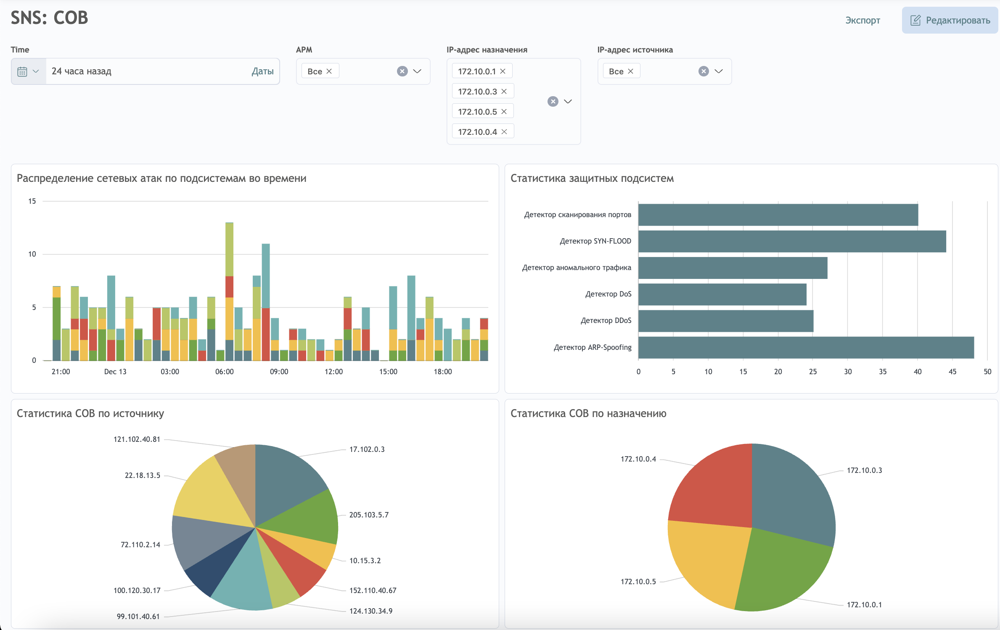 SNS: СОВ
Экспорт
Редактировать
Time
АРМ
IP-адрес назначения
IP-адрес источника
24 часа назад
Даты
Все
172.10.0.1
172.10.0.3
172.10.0.5
172.10.0.4
Все
Распределение сетевых атак по подсистемам во времени
15
10
5
0
21:00
Dec 13
03:00
06:00
09:00
12:00
15:00
18:00
Статистика защитных подсистем
Детектор сканирования портов
Детектор SYN-FLOOD
Детектор аномального трафика
Детектор DoS
Детектор DDoS
Детектор ARP-Spoofing
0
5
10
15
20
25
30
35
40
45
50
Статистика СОВ по источнику
121.102.40.81
17.102.0.3
22.18.13.5
205.103.5.7
72.110.2.14
10.15.3.2
100.120.30.17
152.110.40.67
99.101.40.61
124.130.34.9
Статистика СОВ по назначению
172.10.0.4
172.10.0.3
172.10.0.5
172.10.0.1